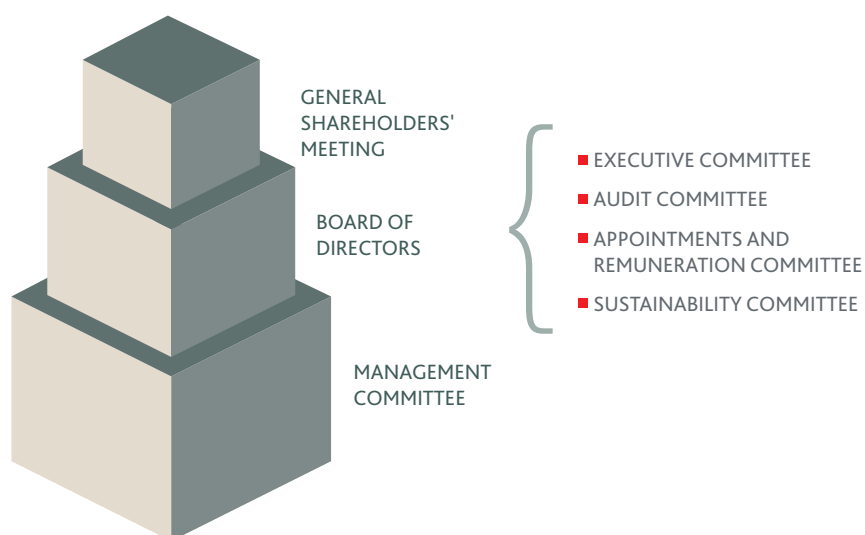 GENERAL
SHAREHOLDERS'
MEETING
BOARD OF
DIRECTORS
MANAGEMENT
COMMITTEE
EXECUTIVE COMMITTEE
AUDIT COMMITTEE
APPOINTMENTS AND
REMUNERATION COMMITTEE
SUSTAINABILITY COMMITTEE